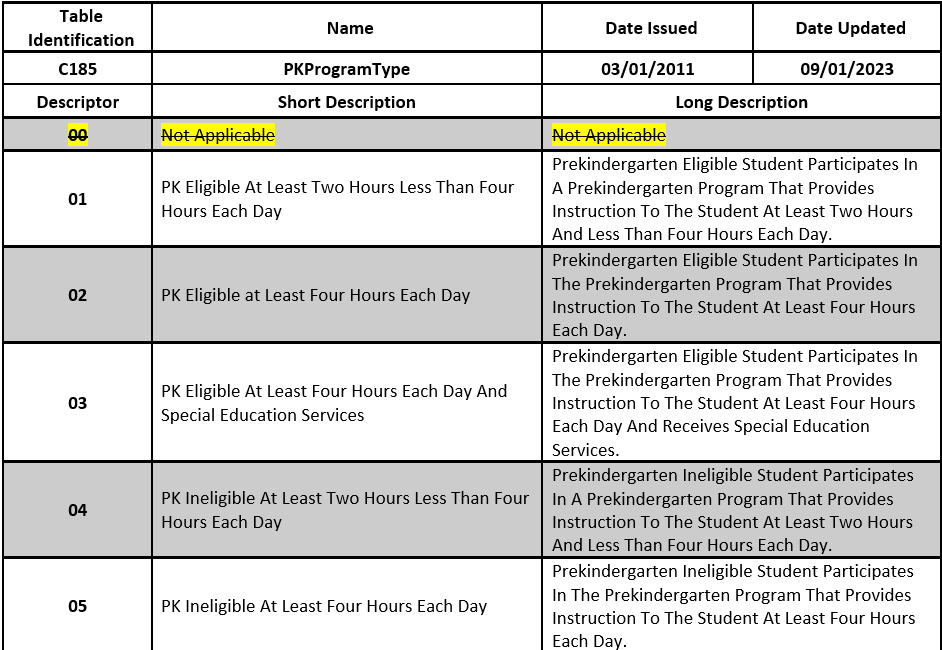 Table Identification Name Date Issued Date Updated
C185 PKProgramType 03/01/2011 09/01/2023
Descriptor Short Description Long Description
00 Not Applicable Not Applicable
01
PK Eligible At Least Two Hours Less Than Four
Hours Each Day
Prekindergarten Eligible Student Participates In
A Prekindergarten Program That Provides
Instruction To The Student At Least Two Hours
And Less Than Four Hours Each Day.
02
PK Eligible at Least Four Hours Each Day
Prekindergarten Eligible Student Participates In
The Prekindergarten Program That Provides
Instruction To The Student At Least Four Hours
Each Day.
03
PK Eligible At Least Four Hours Each Day And
Special Education Services
Prekindergarten Eligible Student Participates In
The Prekindergarten Program That Provides
Instruction To The Student At Least Four Hours
Each Day And Receives Special Education
Services.
04
PK Ineligible At Least Two Hours Less Than Four
Hours Each Day
Prekindergarten Ineligible Student Participates
In A Prekindergarten Program That Provides
Instruction To The Student At Least Two Hours
And Less Than Four Hours Each Day.
05
PK Ineligible At Least Four Hours Each Day
Prekindergarten Ineligible Student Participates
In The Prekindergarten Program That Provides
Instruction To The Student At Least Four Hours
Each Day.